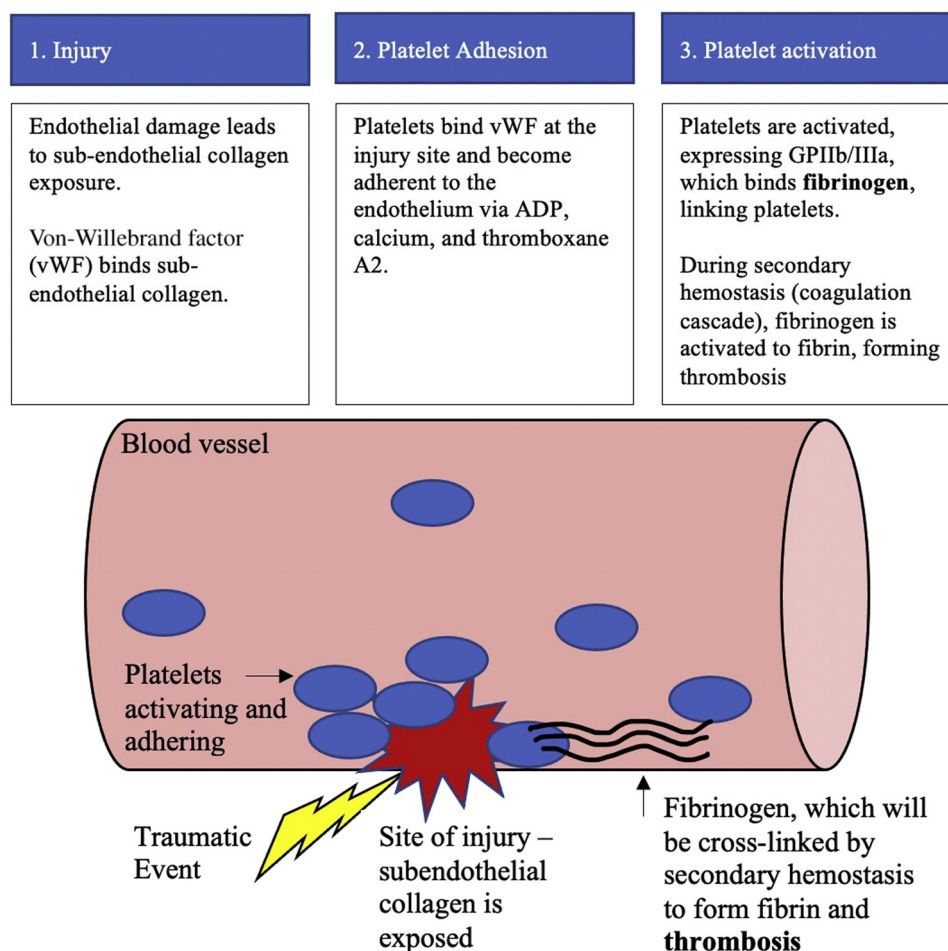 1. Injury
2. Platelet Adhesion
3. Platelet activation
Endothelial damage leads
to sub-endothelial collagen
exposure.
Von-Willebrand factor
(vWF) binds sub-
endothelial collagen.
Platelets bind vWF at the
injury site and become
adherent to the
endothelium via ADP,
calcium, and thromboxane
A2.
Platelets are activated,
expressing GPIIb/IIIa,
which binds fibrinogen,
linking platelets.
During secondary
hemostasis (coagulation
cascade), fibrinogen is
activated to fibrin, forming
thrombosis
Blood vessel
Platelets
activating and
adhering
Traumatic
Event
Site of injury –
subendothelial
collagen is
exposed
Fibrinogen, which will
be cross-linked by
secondary hemostasis
to form fibrin and
thrombosis